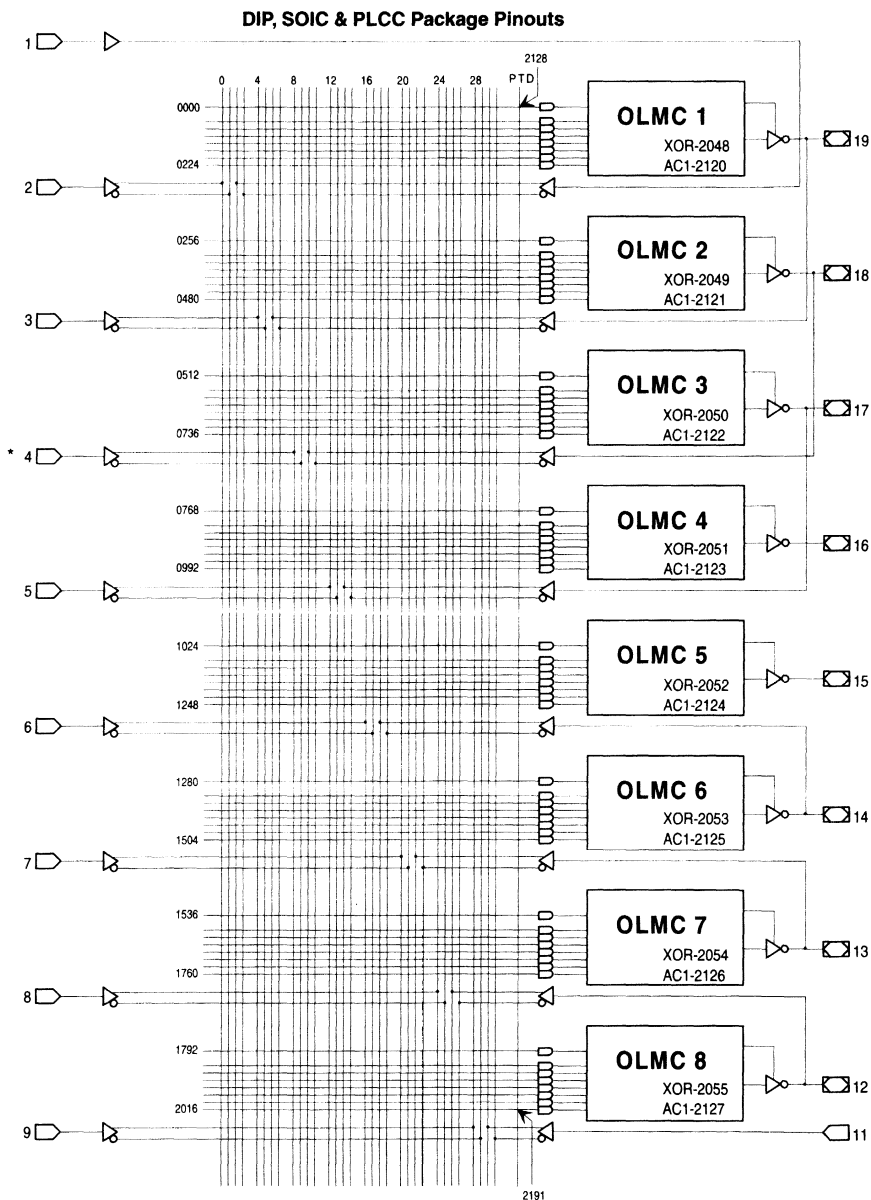 DIP, SOIC & PLCC Package Pinouts
1
2128
0 4 8 12 16 20 24 28 PTD
0000
OLMC 1
XOR-2048
19
0224
AC1-2120
2
0256
OLMC 2
XOR-2049
18
0480
AC1-2121
3
0512
OLMC 3
XOR-2050
17
0736
AC1-2122
* 4
0768
OLMC 4
XOR-2051
16
0992
AC1-2123
5
1024
OLMC 5
XOR-2052
15
1248
AC1-2124
6
1280
OLMC 6
XOR-2053
14
1504
AC1-2125
7
1536
OLMC 7
XOR-2054
13
1760
AC1-2126
8
1792
OLMC 8
XOR-2055
12
2016
AC1-2127
9
11
2191